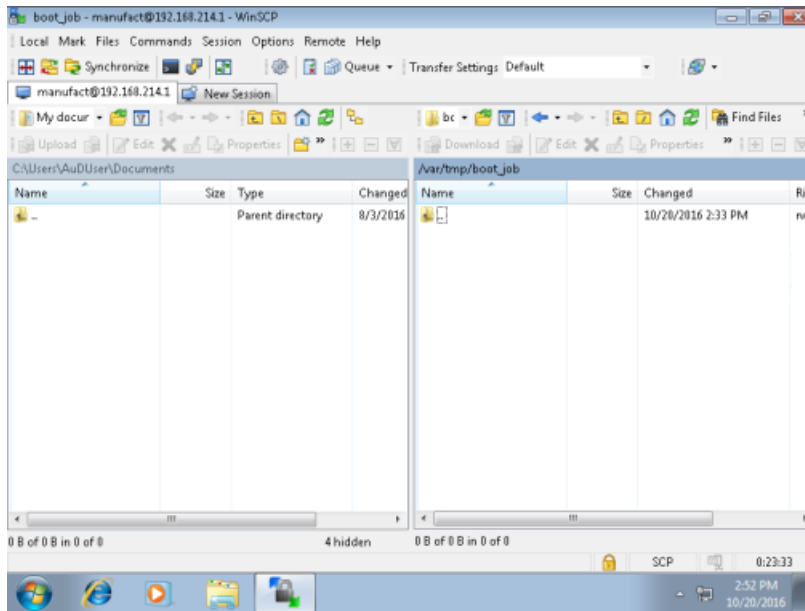 boot_job - manufact@192.168.214.1 - WinSCP
Local Mark Files Commands Session Options Remote Help
Synchronize Queue Transfer Settings Default
manufact@192.168.214.1 New Session
My docur bc Find Files
Upload Edit Properties Download Edit Properties
C:\Users\AuDUser\Documents /var/tmp/boot_job
Name Size Type Changed Name Size Changed
.. Parent directory 8/3/2016 .. 10/20/2016 2:33 PM
0 B of 0 B in 0 of 0 4 hidden 0 B of 0 B in 0 of 0
SCP 0:23:33
2:52 PM
10/20/2016